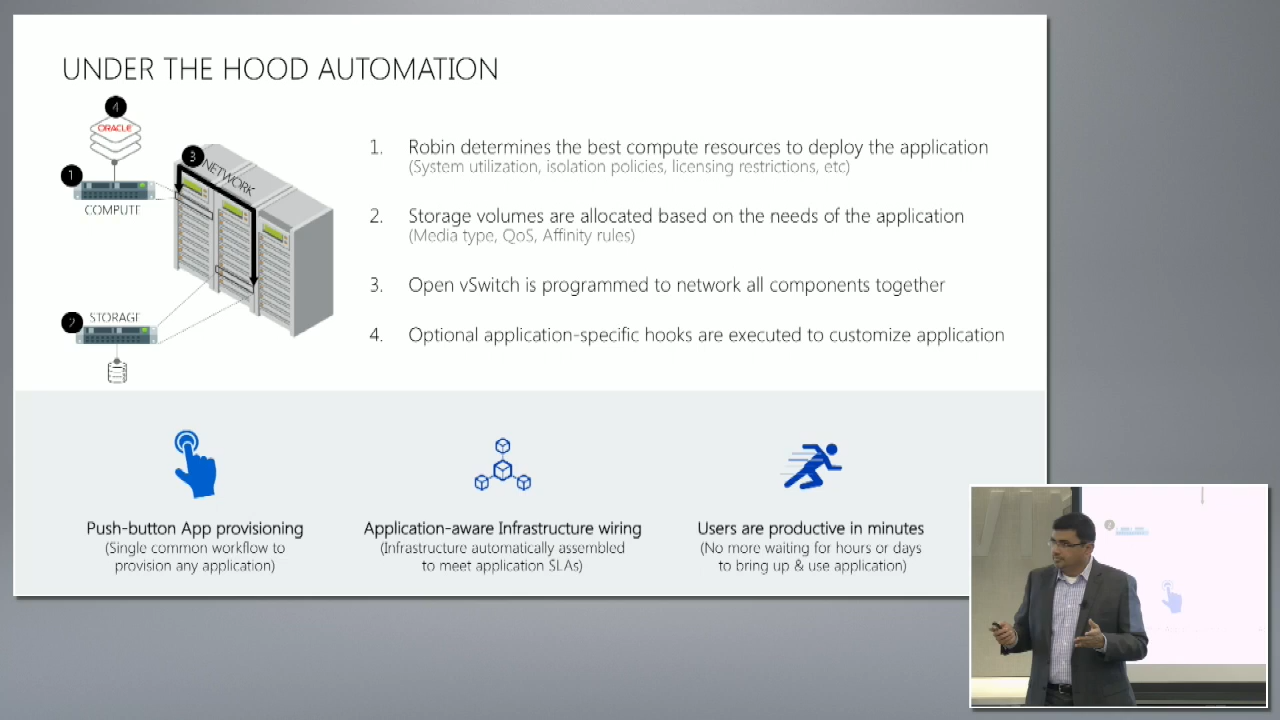 UNDER THE HOOD AUTOMATION
4
ORACLE
1
COMPUTE
3
NETWORK
2
STORAGE
1. Robin determines the best compute resources to deploy the application
(System utilization, isolation policies, licensing restrictions, etc)
2. Storage volumes are allocated based on the needs of the application
(Media type, QoS, Affinity rules)
3. Open vSwitch is programmed to network all components together
4. Optional application-specific hooks are executed to customize application
Push-button App provisioning
(Single common workflow to
provision any application)
Application-aware Infrastructure wiring
(Infrastructure automatically assembled
to meet application SLAs)
Users are productive in minutes
(No more waiting for hours or days
to bring up & use application)